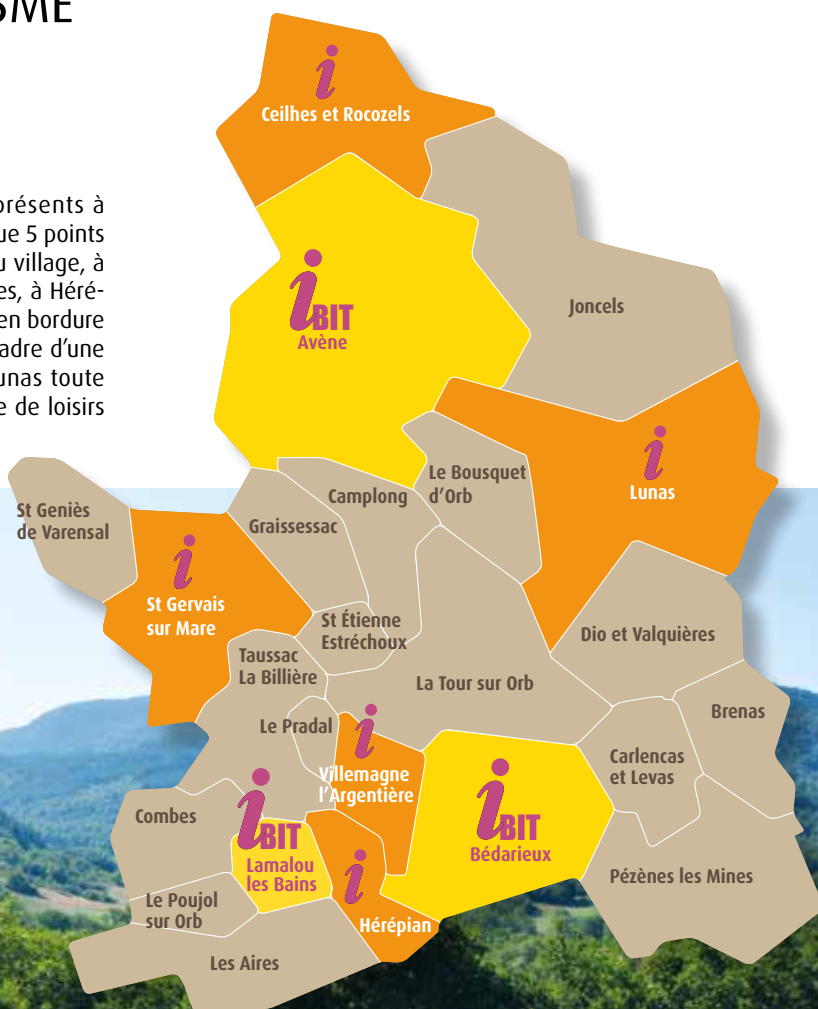 SME
présents à
ue 5 points
u village, à
es, à Héré-
en bordure
adre d'une
unas toute
e de loisirs
i
Ceilhes et Rocozels
i BIT
Avène
Joncels
i
Lunas
Le Bousquet
d'Orb
Camplong
Graissessac
St Geniès
de Varensal
i
St Gervais
sur Mare
St Étienne
Estréchoux
Dio et Valquières
Taussac
La Billière
La Tour sur Orb
Brenas
Le Pradal
i
Villemagne
l'Argentière
Carlencas
et Levas
Combes
i BIT
Lamalou
les Bains
i BIT
Bédarieux
Pézènes les Mines
Le Poujol
sur Orb
i
Hérépian
Les Aires